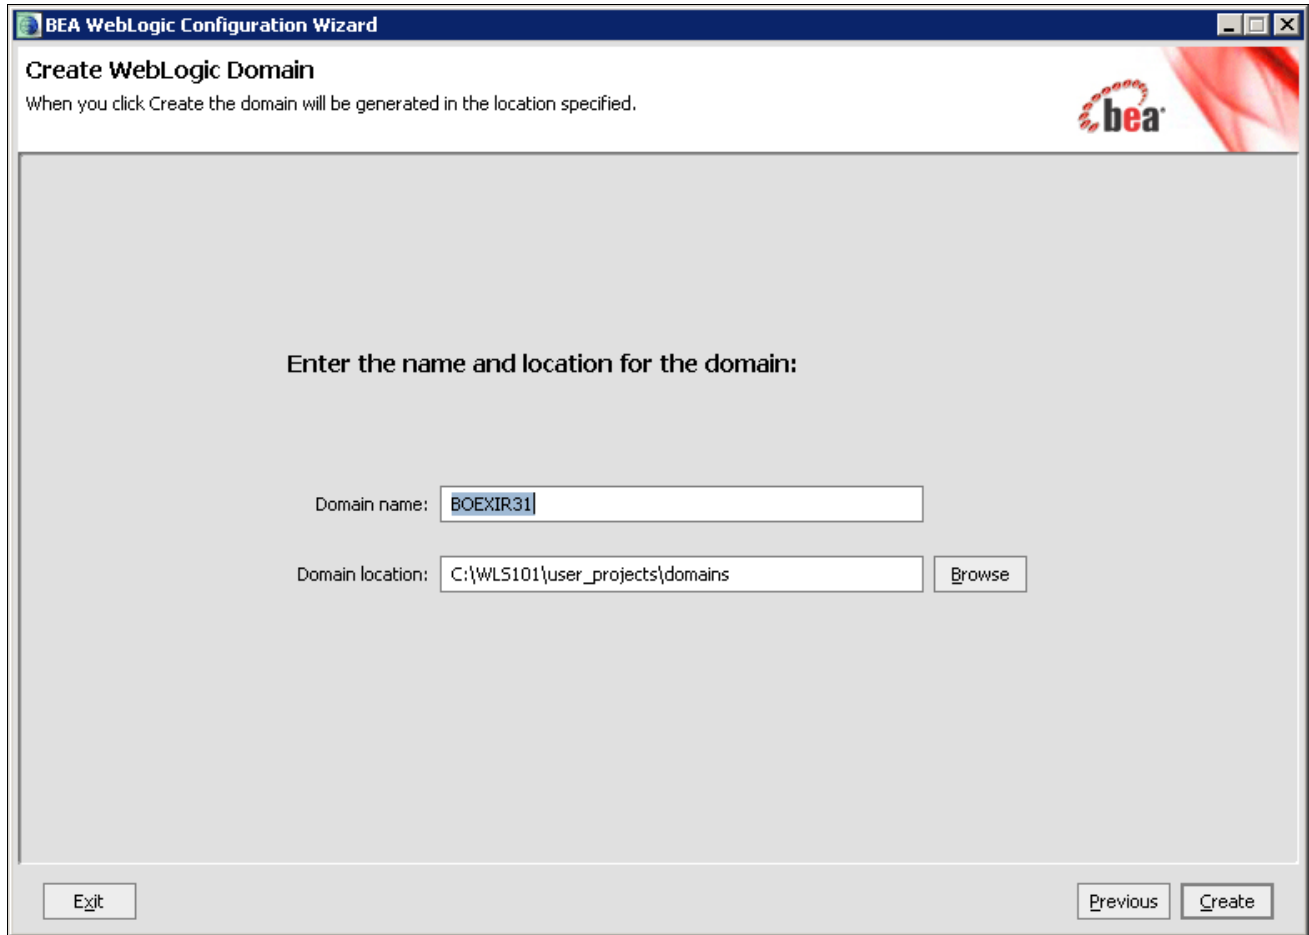 BEA WebLogic Configuration Wizard
Create WebLogic Domain
When you click Create the domain will be generated in the location specified.
bea
Enter the name and location for the domain:
Domain name: BOEXIR31
Domain location: C:\WLS101\user_projects\domains Browse
Exit Previous Create